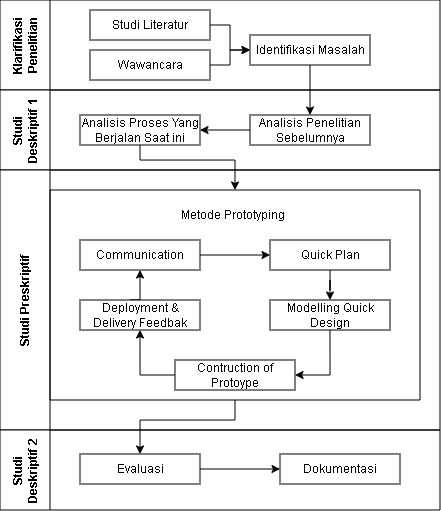 Klarifikasi
Penelitian
Studi Literatur
Wawancara
Identifikasi Masalah
Studi
Deskriptif 1
Analisis Proses Yang
Berjalan Saat ini
Analisis Penelitian
Sebelumnya
Studi Preskriptif
Metode Prototyping
Communication
Quick Plan
Deployment &
Delivery Feedbak
Modelling Quick
Design
Contruction of
Protoype
Studi
Deskriptif 2
Evaluasi
Dokumentasi